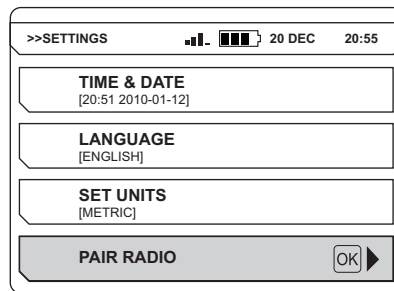 >>SETTINGS 20 DEC 20:55
TIME & DATE
[20:51 2010-01-12]
LANGUAGE
[ENGLISH]
SET UNITS
[METRIC]
PAIR RADIO OK